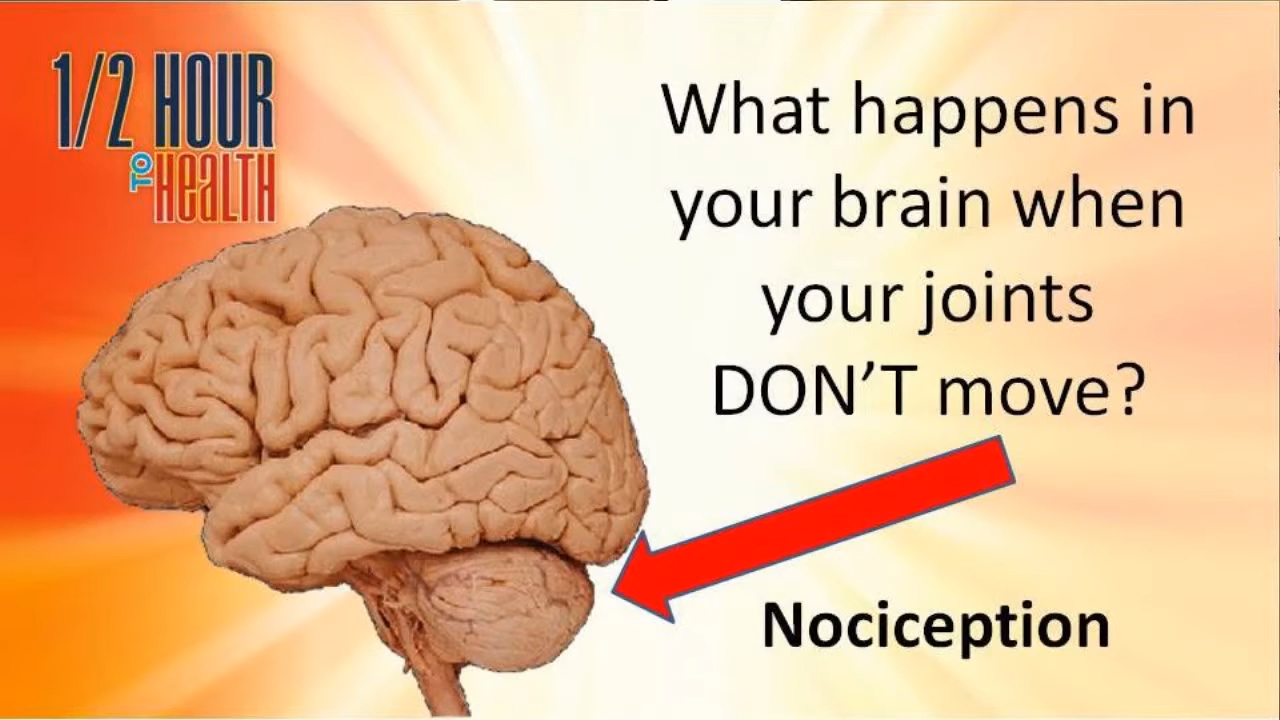 1/2 HOUR
TO HEALTH
What happens in
your brain when
your joints
DON'T move?
Nociception